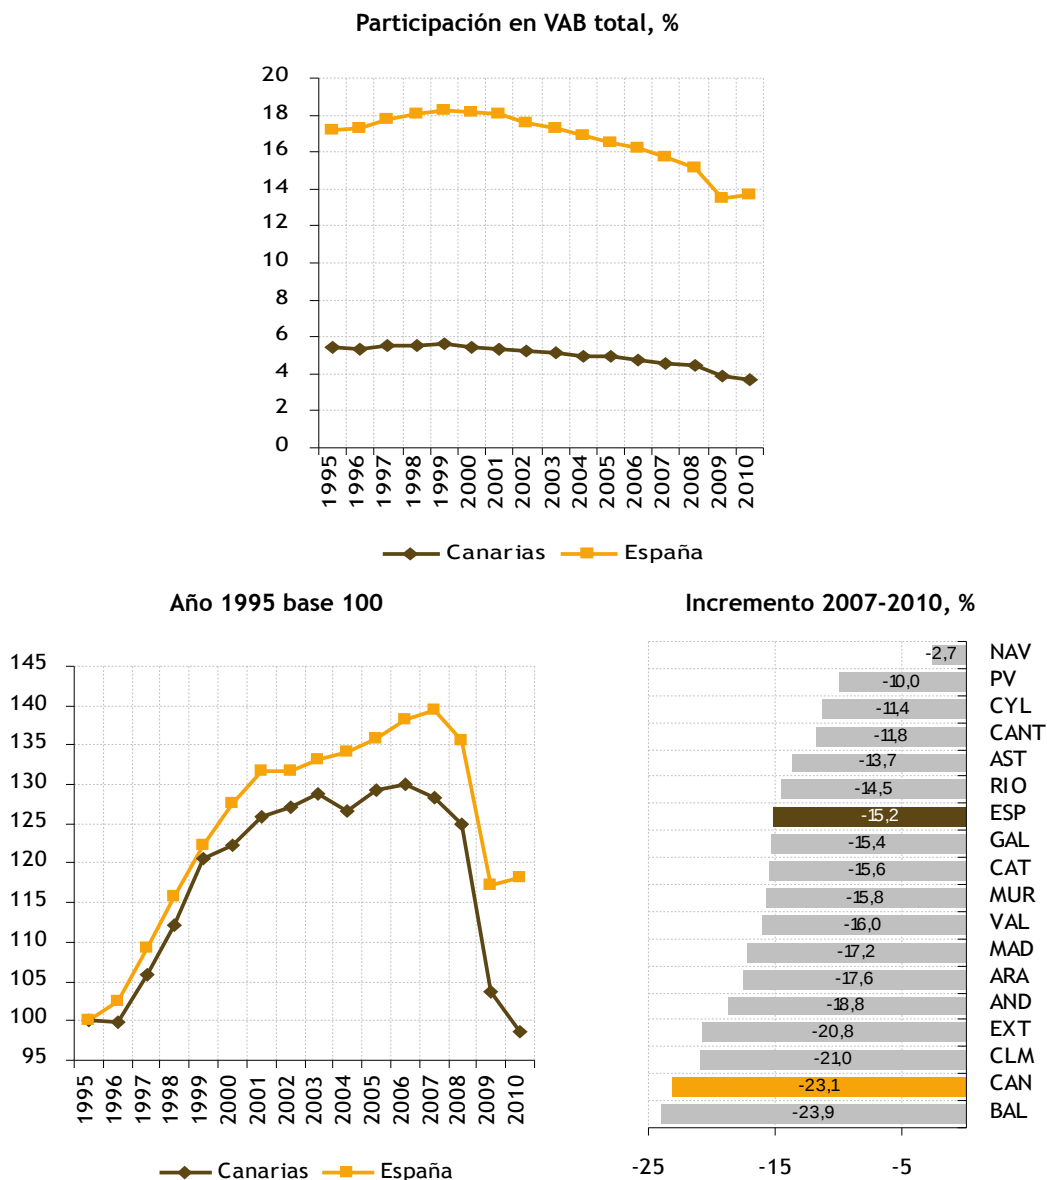 Participación en VAB total, %
20
18
16
14
12
10
8
6
4
2
0
1995
1996
1997
1998
1999
2000
2001
2002
2003
2004
2005
2006
2007
2008
2009
2010
Canarias España
Año 1995 base 100
145
140
135
130
125
120
115
110
105
100
95
1995
1996
1997
1998
1999
2000
2001
2002
2003
2004
2005
2006
2007
2008
2009
2010
Canarias España
Incremento 2007-2010, %
-2,7 NAV
-10,0 PV
-11,4 CYL
-11,8 CANT
-13,7 AST
-14,5 RIO
-15,2 ESP
-15,4 GAL
-15,6 CAT
-15,8 MUR
-16,0 VAL
-17,2 MAD
-17,6 ARA
-18,8 AND
-20,8 EXT
-21,0 CLM
-23,1 CAN
-23,9 BAL
-25 -15 -5